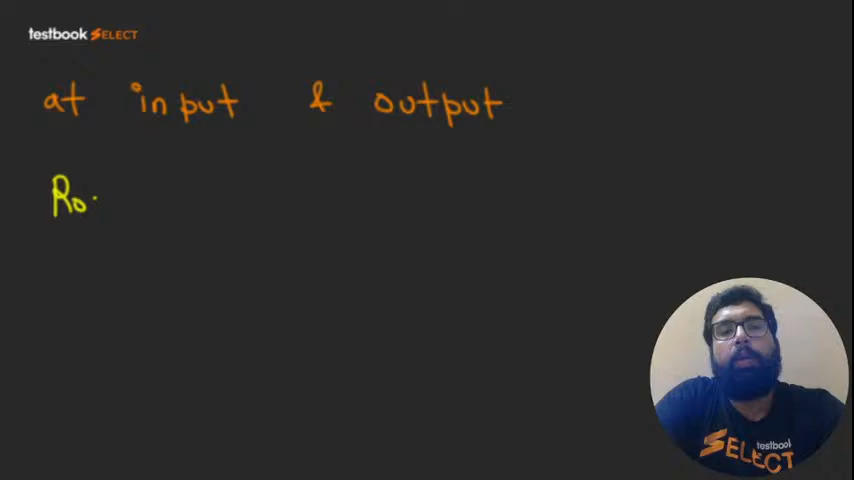 testbook SELECT
at input & output
Ro.
testbook
SELECT